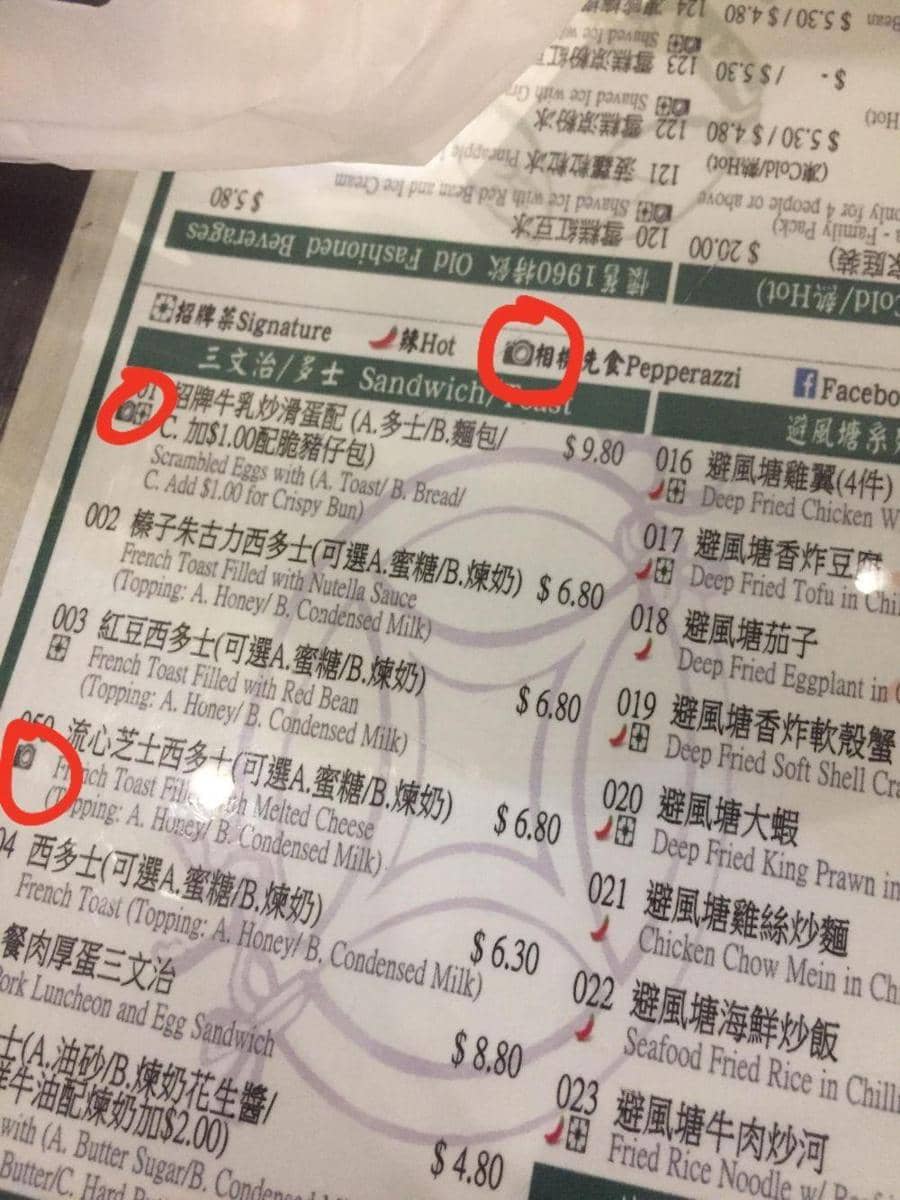 $ 5.30 / $ 4.80 124
Shaved Ice
$ - / $ 5.30 123 雪糕涼粉紅
Shaved Ice with
$ 5.30 / $ 4.80 122 雪糕涼粉冰
(凍Cold/熱Hot) 121 菠蘿粒粒冰 Pineapple
only for 4 people or above
Shaved Ice with Red Bean and Ice Cream
- Family Pack)
$ 20.00 120 雪糕紅豆冰 $ 5.80
/熱Hot) 懷舊1960特飲 Old Fashioned Beverages
招牌菜Signature 辣Hot 相機先食Pepperazzi
三文治/多士 Sandwich/Toast
01 招牌牛乳炒滑蛋配 (A.多士/B.麵包/
C. 加$1.00配脆豬仔包) $ 9.80
Scrambled Eggs with (A. Toast/ B. Bread/
C. Add $1.00 for Crispy Bun)
002 榛子朱古力西多士(可選A.蜜糖/B.煉奶) $ 6.80
French Toast Filled with Nutella Sauce
(Topping: A. Honey/ B. Condensed Milk)
003 紅豆西多士(可選A.蜜糖/B.煉奶)
French Toast Filled with Red Bean $ 6.80
(Topping: A. Honey/ B. Condensed Milk)
流心芝士西多士(可選A.蜜糖/B.煉奶)
French Toast Filled with Melted Cheese $ 6.80
(Topping: A. Honey/ B. Condensed Milk)
04 西多士(可選A.蜜糖/B.煉奶)
French Toast (Topping: A. Honey/ B. Condensed Milk) $ 6.30
餐肉厚蛋三文治
Pork Luncheon and Egg Sandwich $ 8.80
士(A.油砂/B.煉奶花生醬/
牛油配煉奶加$2.00) $ 4.80
with (A. Butter Sugar/B.
Butter/C. Hard
避風塘系
016 避風塘雞翼(4件)
Deep Fried Chicken W
017 避風塘香炸豆腐
Deep Fried Tofu in Chi
018 避風塘茄子
Deep Fried Eggplant in
019 避風塘香炸軟殼蟹
Deep Fried Soft Shell Cra
020 避風塘大蝦
Deep Fried King Prawn in
021 避風塘雞絲炒麵
Chicken Chow Mein in Ch
022 避風塘海鮮炒飯
Seafood Fried Rice in Chill
023 避風塘牛肉炒河
Fried Rice Noodle w/